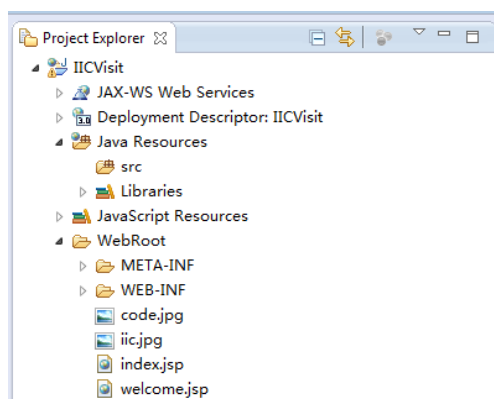 Project Explorer
IICVisit
JAX-WS Web Services
Deployment Descriptor: IICVisit
Java Resources
src
Libraries
JavaScript Resources
WebRoot
META-INF
WEB-INF
code.jpg
iic.jpg
index.jsp
welcome.jsp